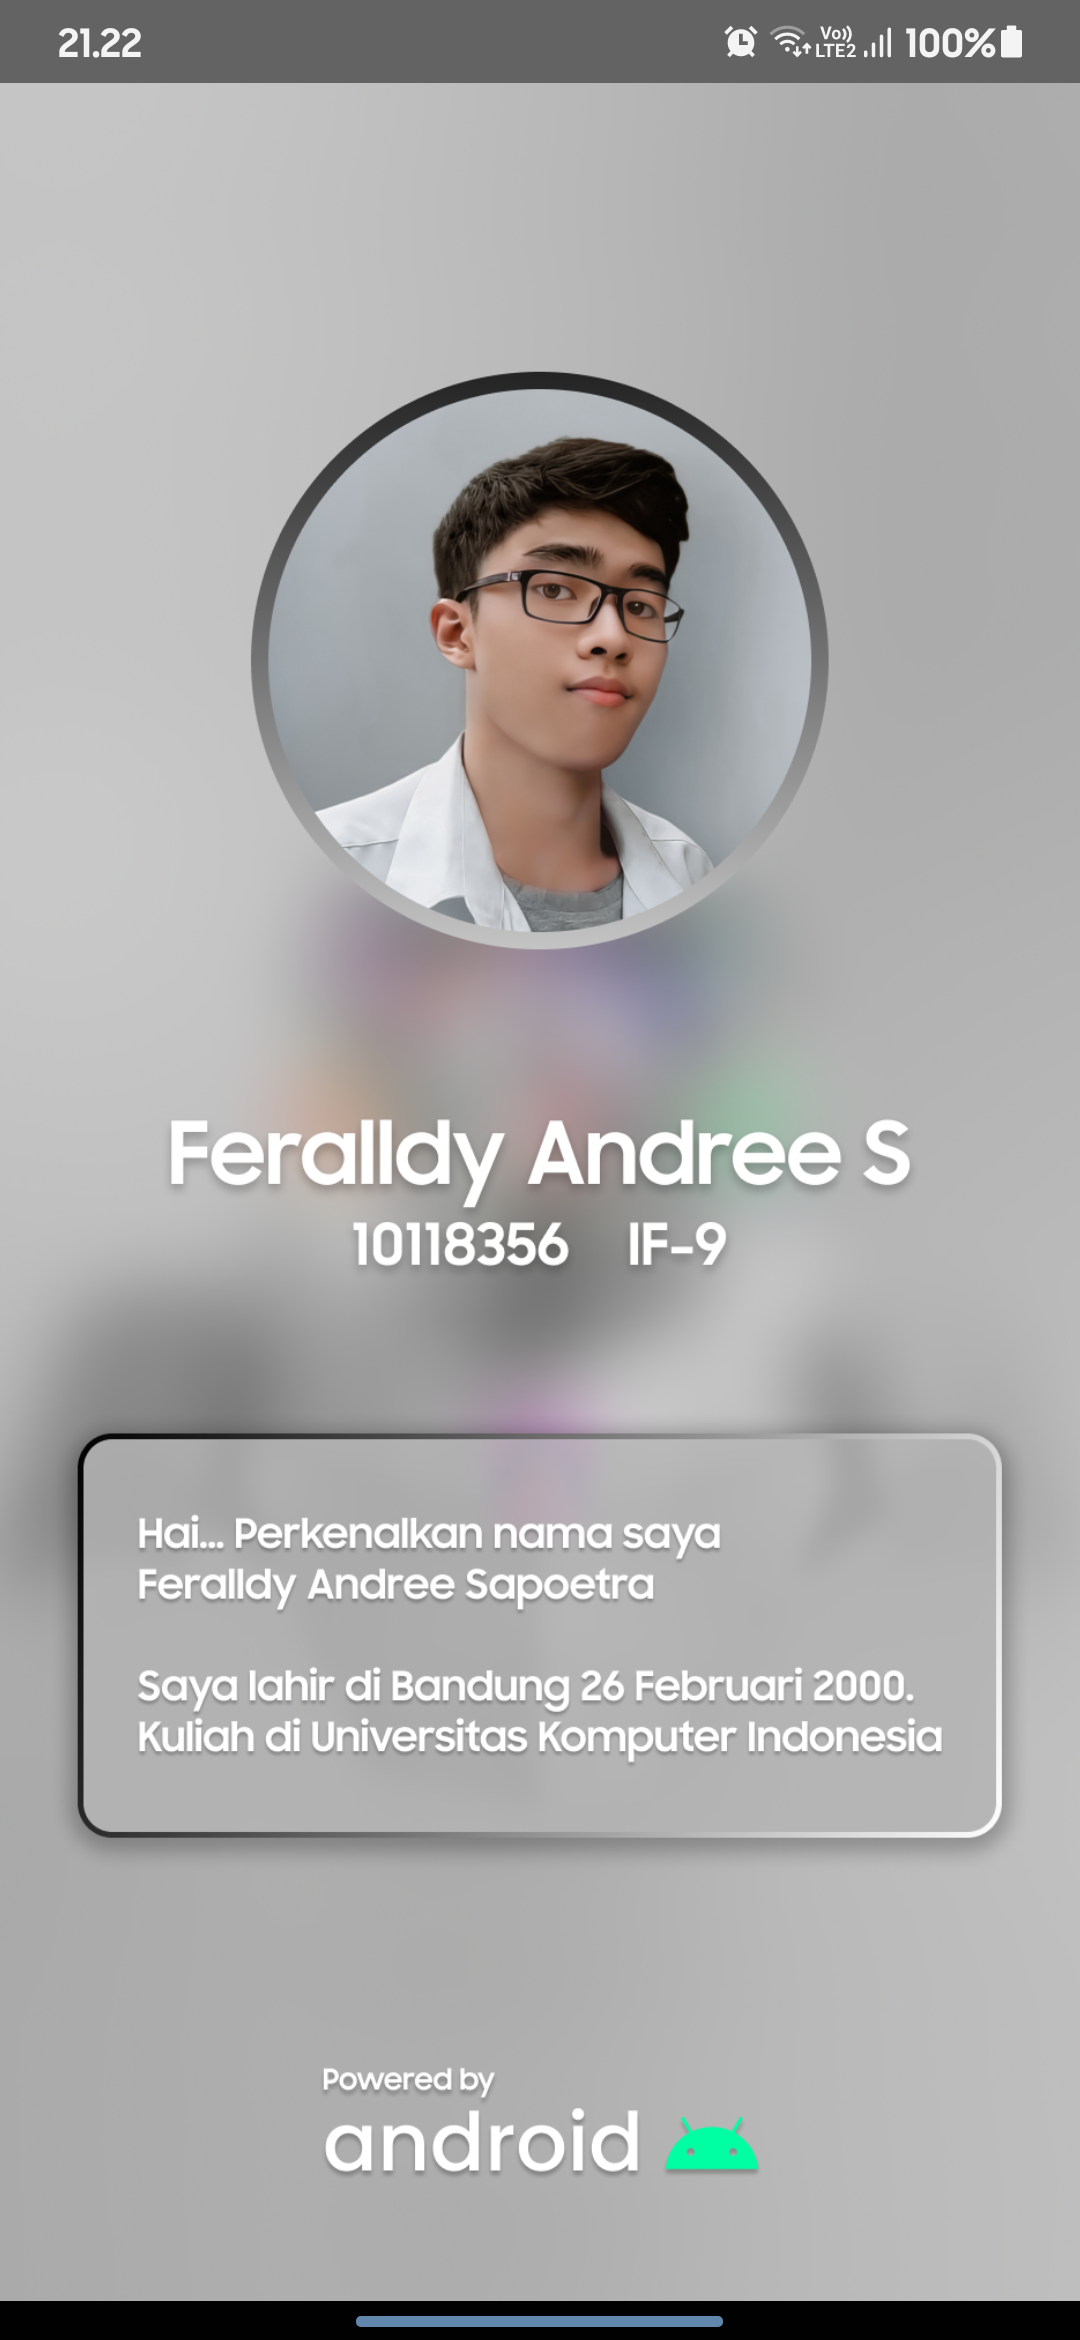 21.22
Vo))
LTE2
100%
Feralldy Andree S
10118356 IF-9
Hai... Perkenalkan nama saya
Feralldy Andree Sapoetra
Saya lahir di Bandung 26 Februari 2000.
Kuliah di Universitas Komputer Indonesia
Powered by
android